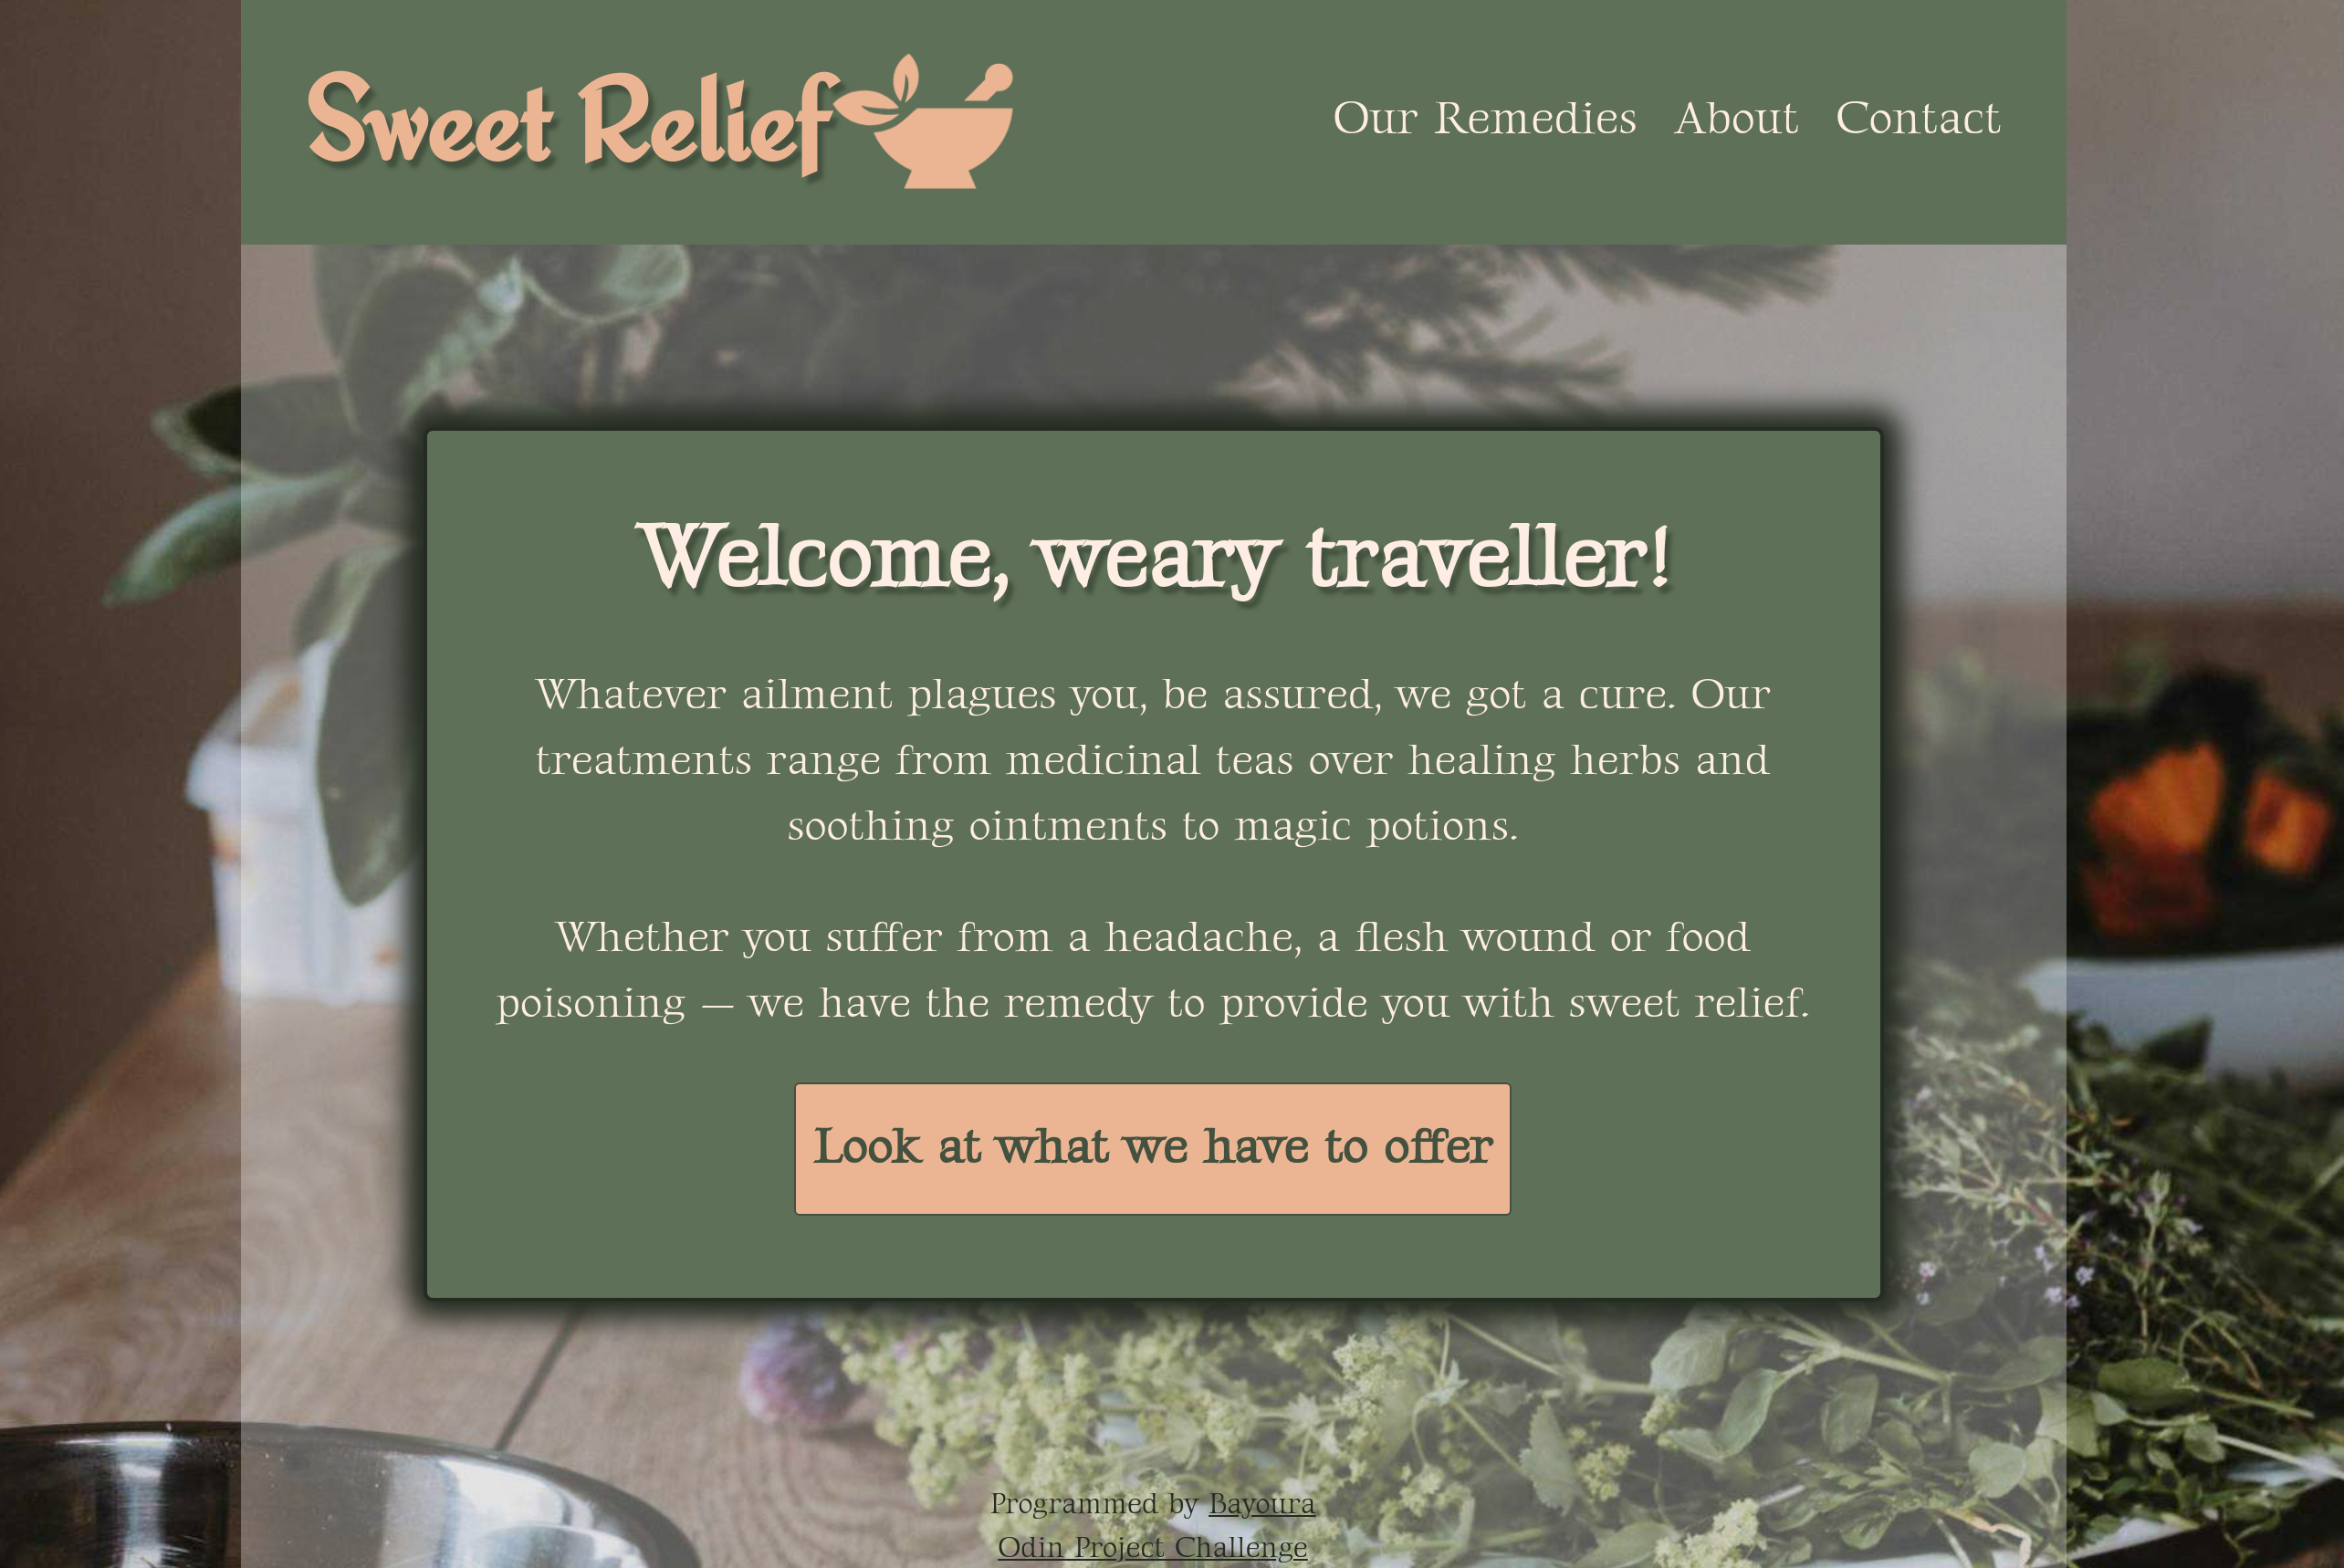 Sweet Relief
Our Remedies About Contact
Welcome, weary traveller!
Whatever ailment plagues you, be assured, we got a cure. Our
treatments range from medicinal teas over healing herbs and
soothing ointments to magic potions.
Whether you suffer from a headache, a flesh wound or food
poisoning — we have the remedy to provide you with sweet relief.
Look at what we have to offer
Programmed by Bayoura
Odin Project Challenge